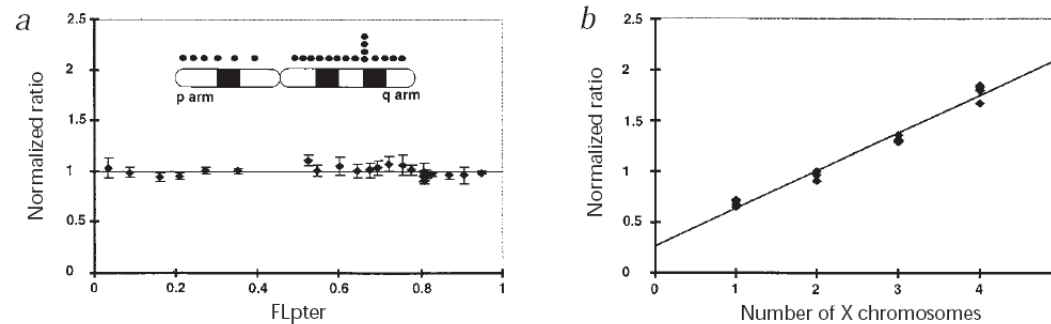 a
2.5
2
1.5
1
0.5
0
Normalized ratio
p arm
q arm
0 0.2 0.4 0.6 0.8 1
FLpter
b
2.5
2
1.5
1
0.5
0
Normalized ratio
0 1 2 3 4
Number of X chromosomes